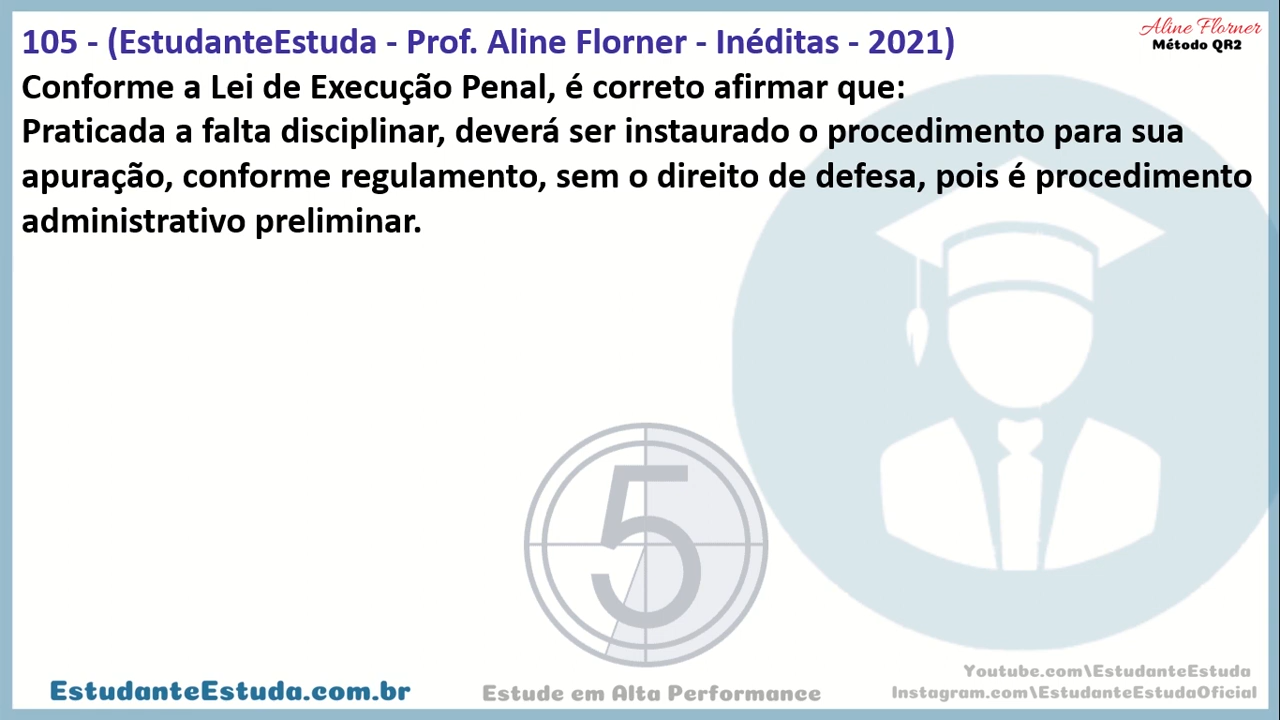 105 - (EstudanteEstuda - Prof. Aline Florner - Inéditas - 2021)
Aline Florner
Método QR2
Conforme a Lei de Execução Penal, é correto afirmar que:
Praticada a falta disciplinar, deverá ser instaurado o procedimento para sua
apuração, conforme regulamento, sem o direito de defesa, pois é procedimento
administrativo preliminar.
5
Youtube.com\EstudanteEstuda
EstudanteEstuda.com.br
Estude em Alta Performance
Instagram.com\EstudanteEstudaOficial